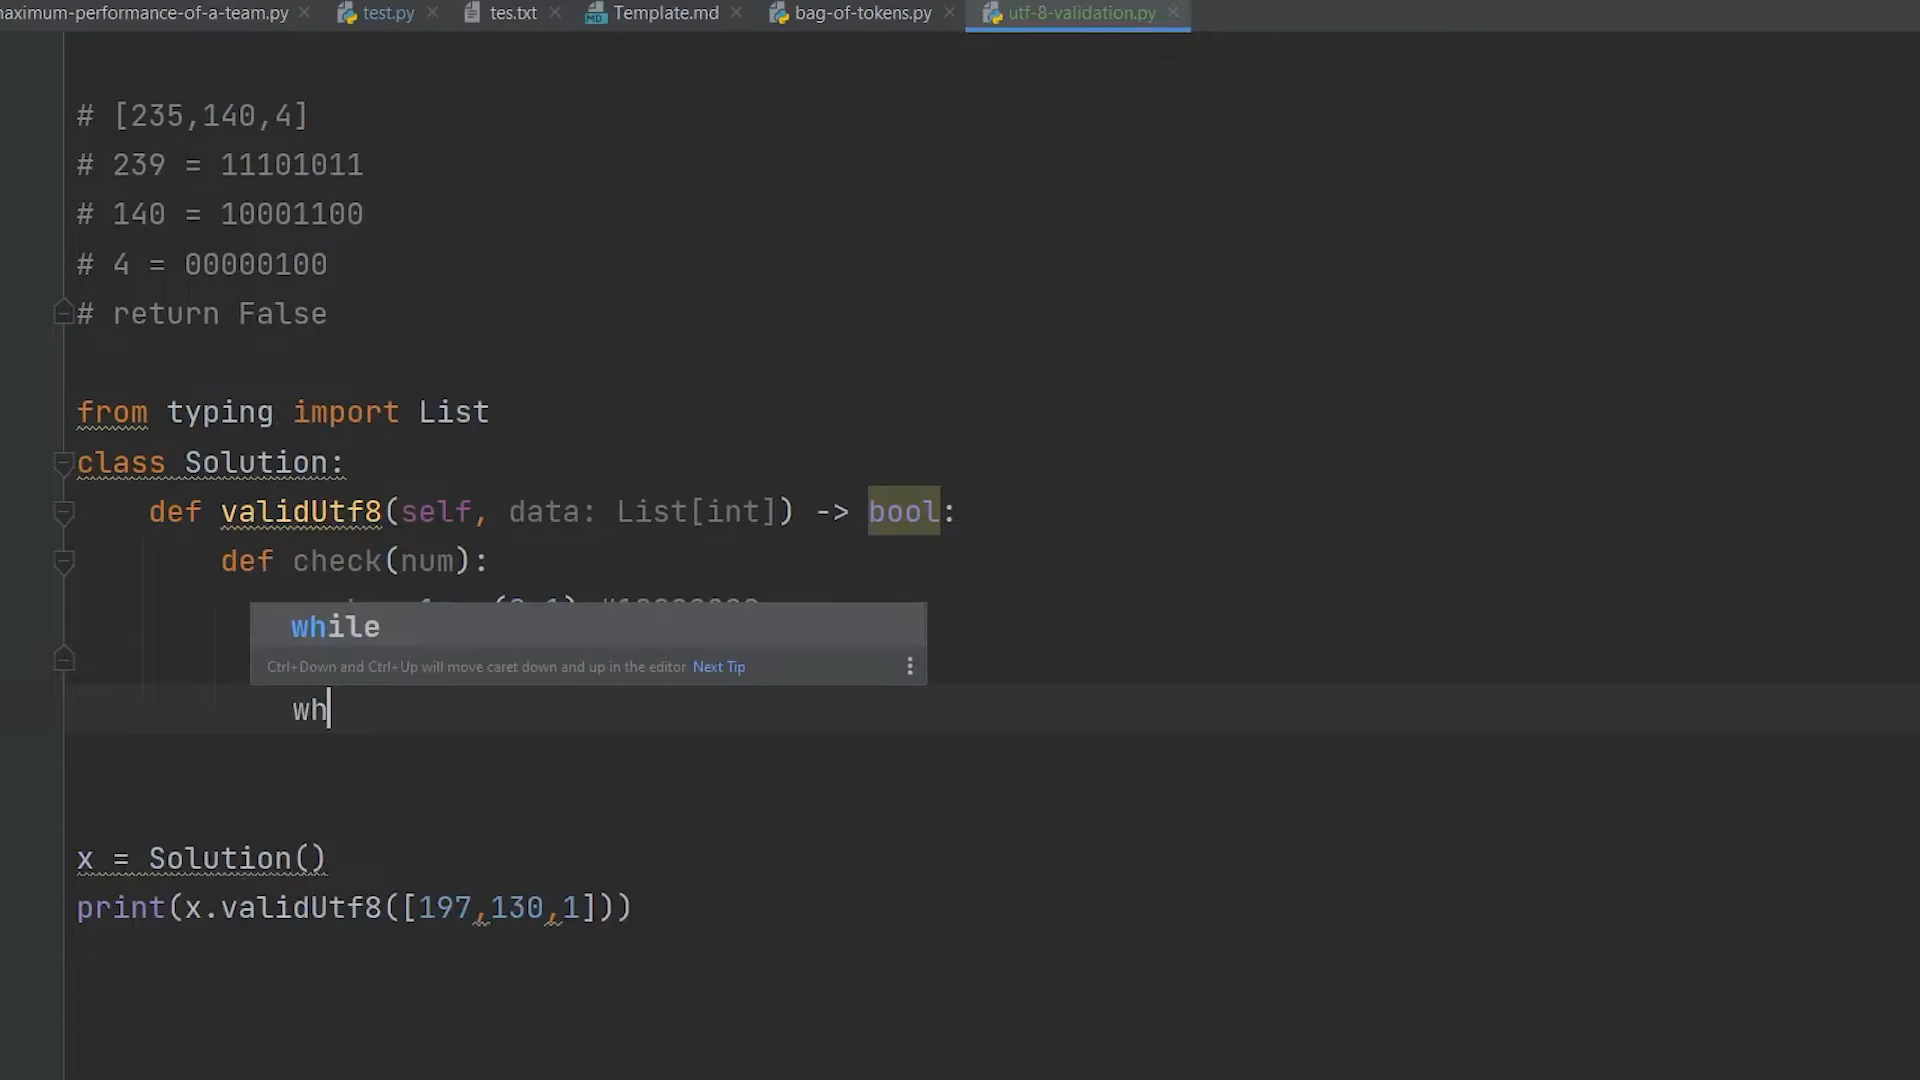 aximum-performance-of-a-team.py test.py tes.txt Template.md bag-of-tokens.py utf-8-validation.py
# [235,140,4]
# 239 = 11101011
# 140 = 10001100
# 4 = 00000100
# return False
from typing import List
class Solution:
def validUtf8(self, data: List[int]) -> bool:
def check(num):
while
Ctrl+Down and Ctrl+Up will move caret down and up in the editor Next Tip
wh
x = Solution()
print(x.validUtf8([197,130,1]))